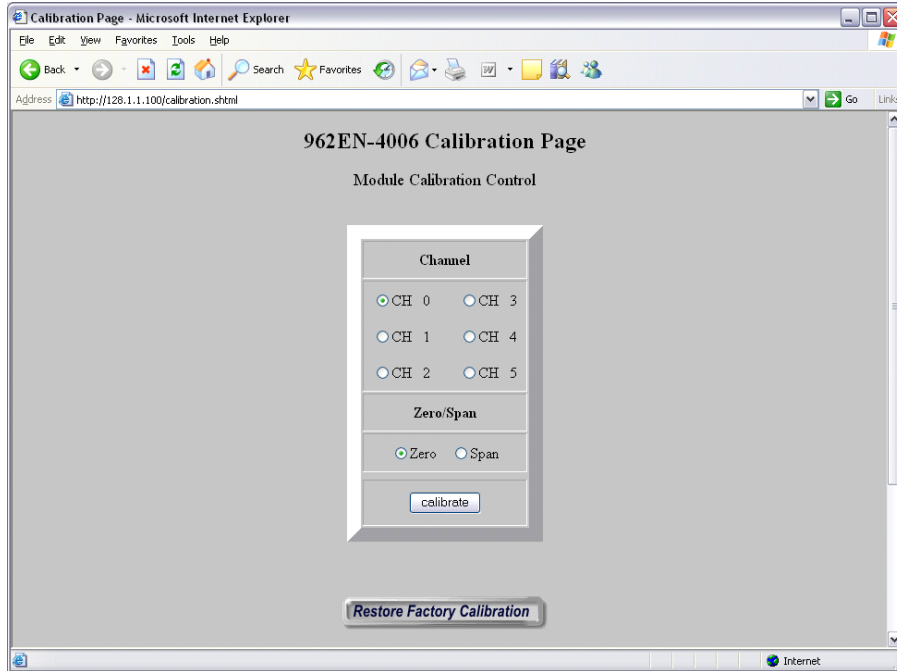 Calibration Page - Microsoft Internet Explorer
File Edit View Favorites Tools Help
Back Search Favorites W
Address http://128.1.1.100/calibration.shtml Go Links
962EN-4006 Calibration Page
Module Calibration Control
Channel
CH 0 CH 3
CH 1 CH 4
CH 2 CH 5
Zero/Span
Zero Span
calibrate
Restore Factory Calibration
Internet